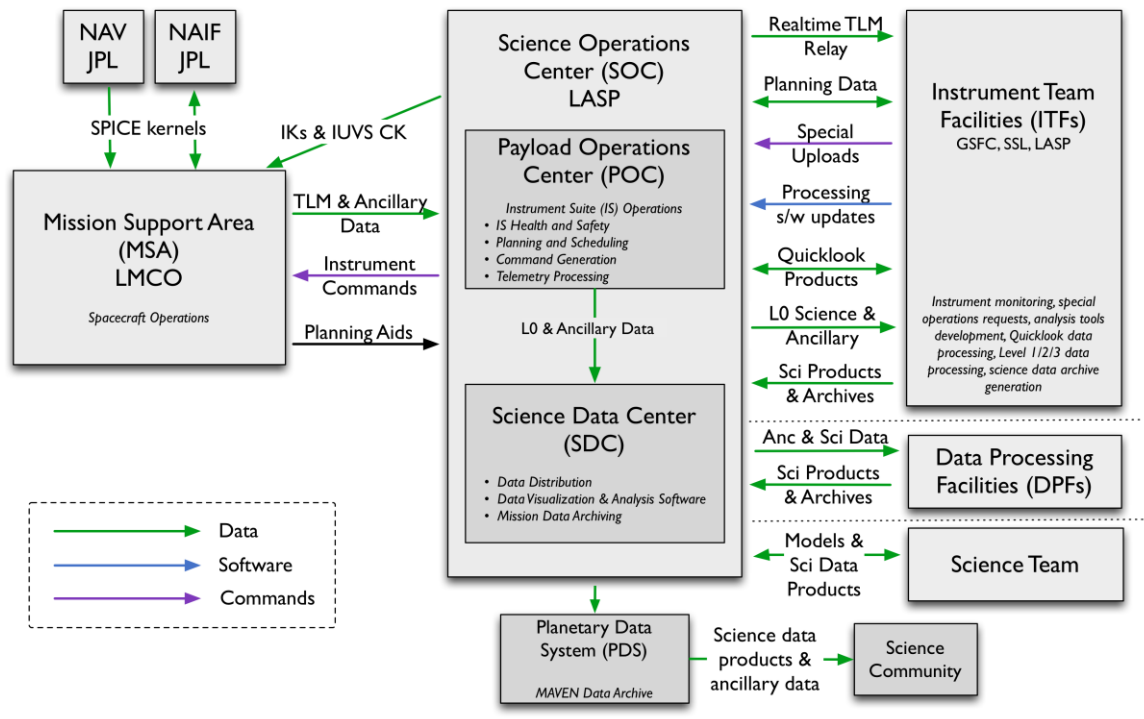 NAV
JPL
NAIF
JPL
SPICE kernels
IKs & IUVS CK
Mission Support Area
(MSA)
LMCO
Spacecraft Operations
TLM & Ancillary
Data
Instrument
Commands
Planning Aids
Science Operations
Center (SOC)
LASP
Payload Operations
Center (POC)
Instrument Suite (IS) Operations
• IS Health and Safety
• Planning and Scheduling
• Command Generation
• Telemetry Processing
L0 & Ancillary Data
Science Data Center
(SDC)
• Data Distribution
• Data Visualization & Analysis Software
• Mission Data Archiving
Realtime TLM
Relay
Planning Data
Special
Uploads
Processing
s/w updates
Quicklook
Products
L0 Science &
Ancillary
Sci Products
& Archives
Instrument Team
Facilities (ITFs)
GSFC, SSL, LASP
Instrument monitoring, special
operations requests, analysis tools
development, Quicklook data
processing, Level 1/2/3 data
processing, science data archive
generation
Anc & Sci Data
Sci Products
& Archives
Data Processing
Facilities (DPFs)
Models &
Sci Data
Products
Science Team
Data
Software
Commands
Planetary Data
System (PDS)
MAVEN Data Archive
Science data
products &
ancillary data
Science
Community